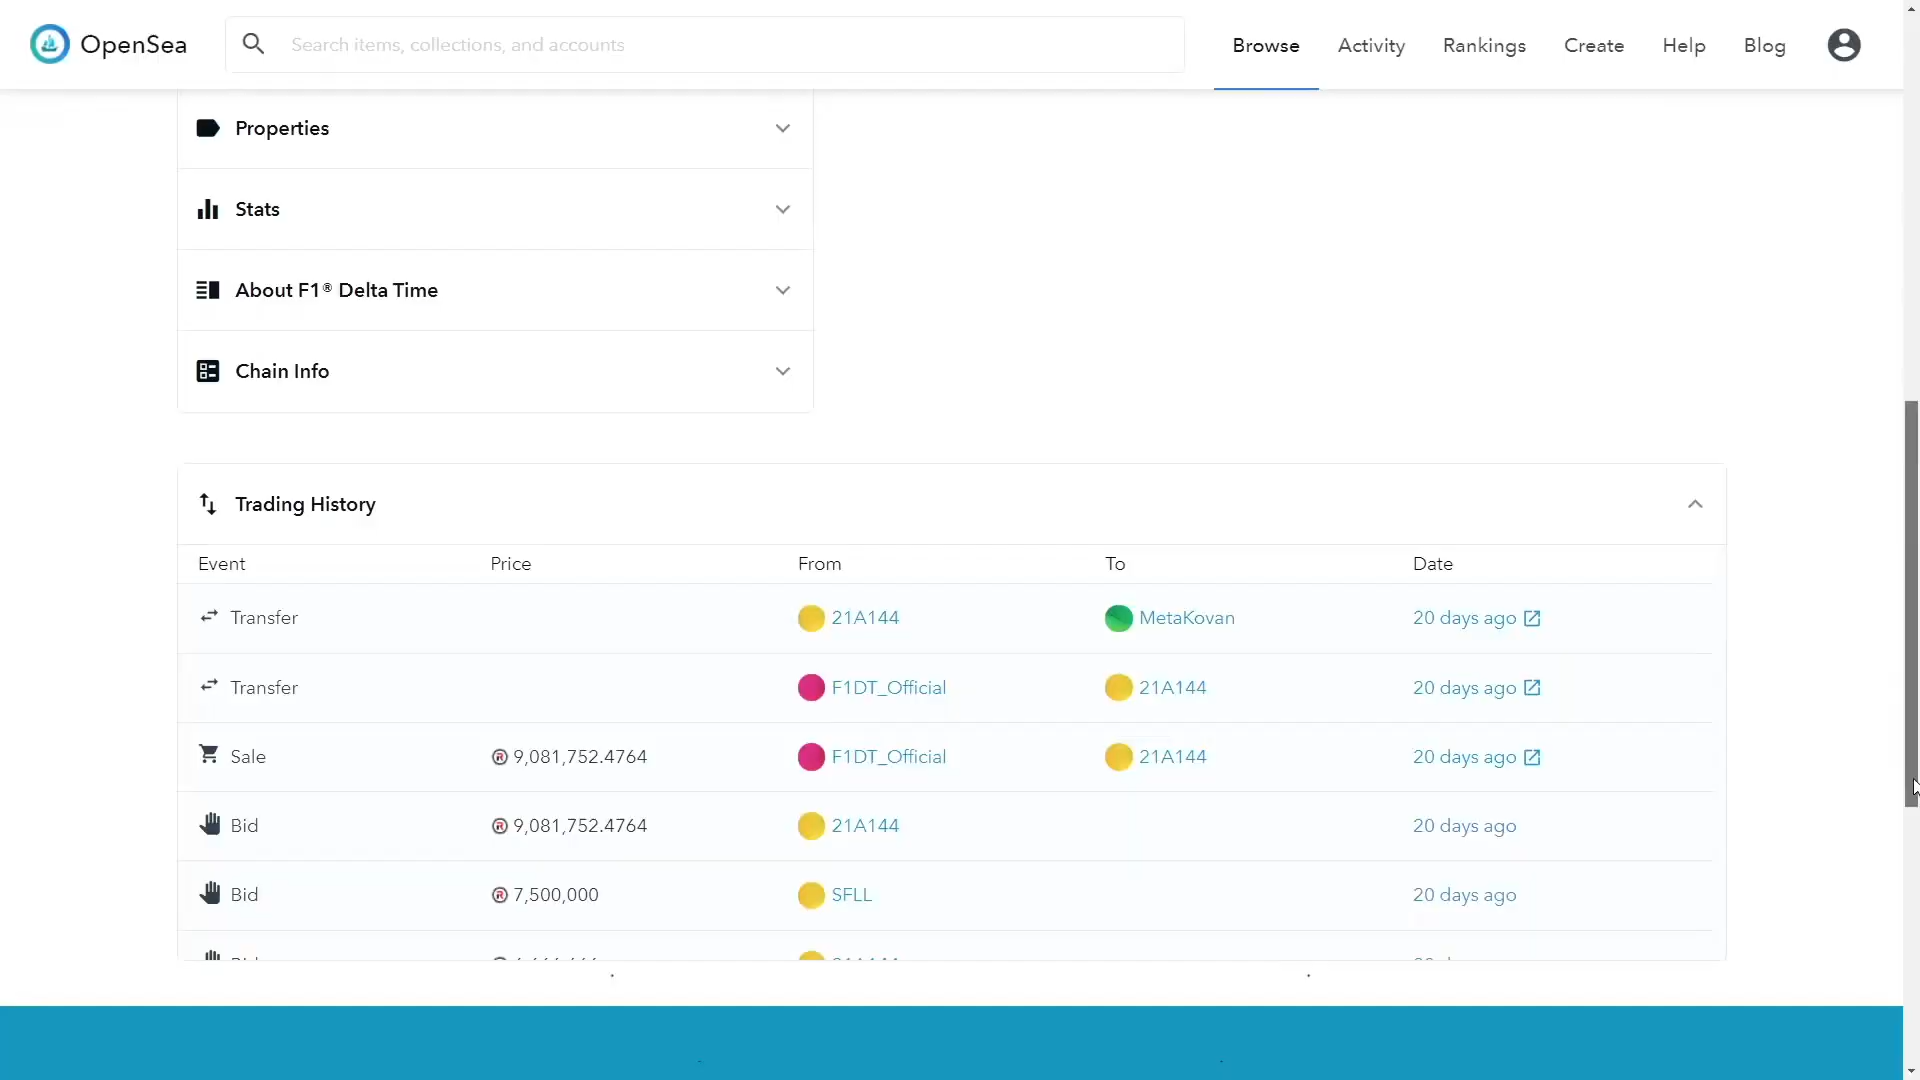 OpenSea
Search items, collections, and accounts
Browse Activity Rankings Create Help Blog
Properties
Stats
About F1® Delta Time
Chain Info
Trading History
Event Price From To Date
Transfer 21A144 MetaKovan 20 days ago
Transfer F1DT_Official 21A144 20 days ago
Sale 9,081,752.4764 F1DT_Official 21A144 20 days ago
Bid 9,081,752.4764 21A144 20 days ago
Bid 7,500,000 SFLL 20 days ago